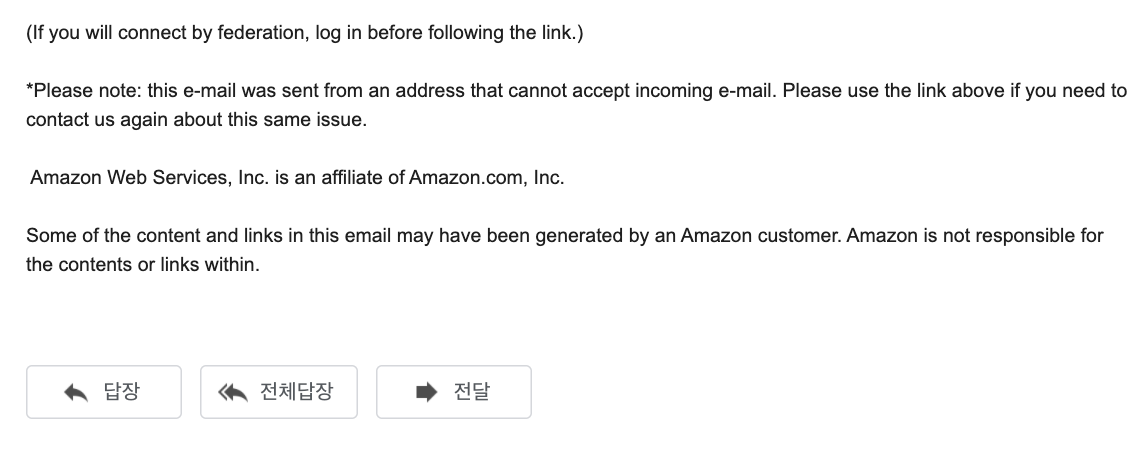 (If you will connect by federation, log in before following the link.)
*Please note: this e-mail was sent from an address that cannot accept incoming e-mail. Please use the link above if you need to
contact us again about this same issue.
Amazon Web Services, Inc. is an affiliate of Amazon.com, Inc.
Some of the content and links in this email may have been generated by an Amazon customer. Amazon is not responsible for
the contents or links within.
답장 전체답장 전달